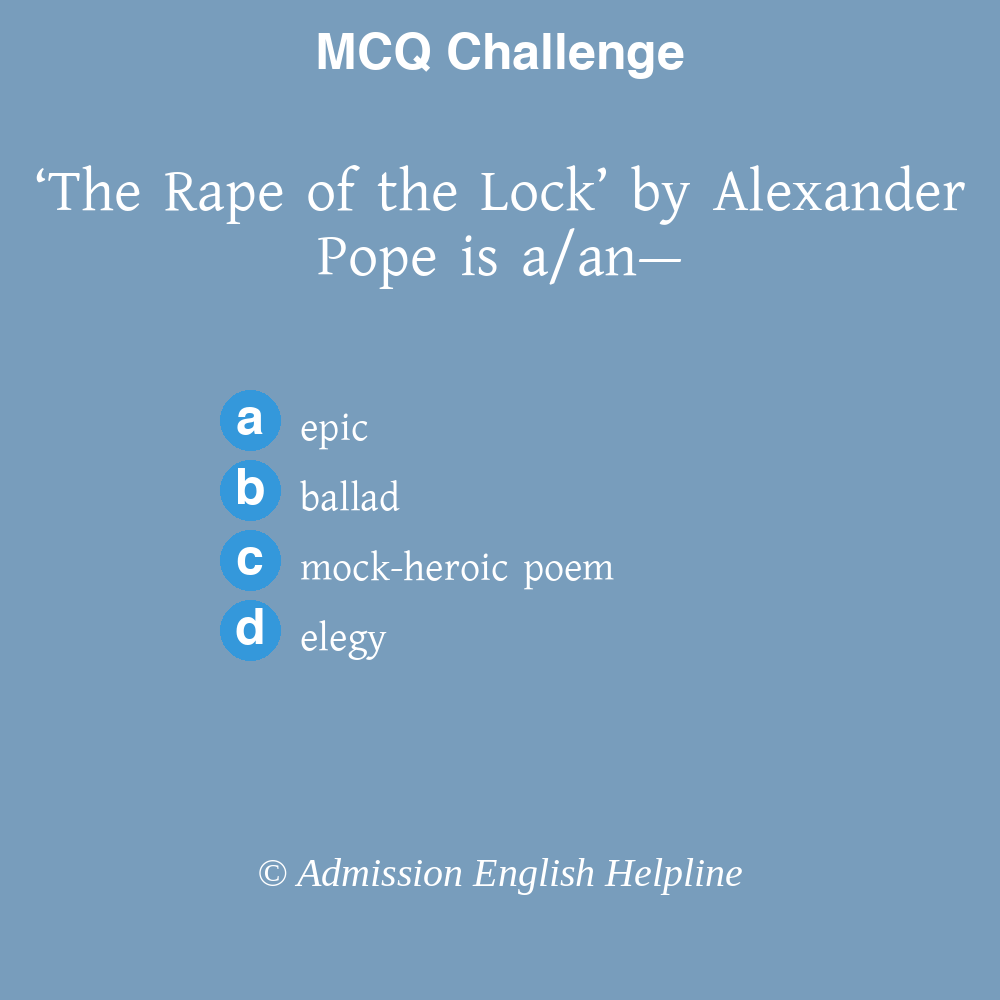 MCQ Challenge
‘The Rape of the Lock’ by Alexander
Pope is a/an—
a epic
b ballad
c mock-heroic poem
d elegy
© Admission English Helpline